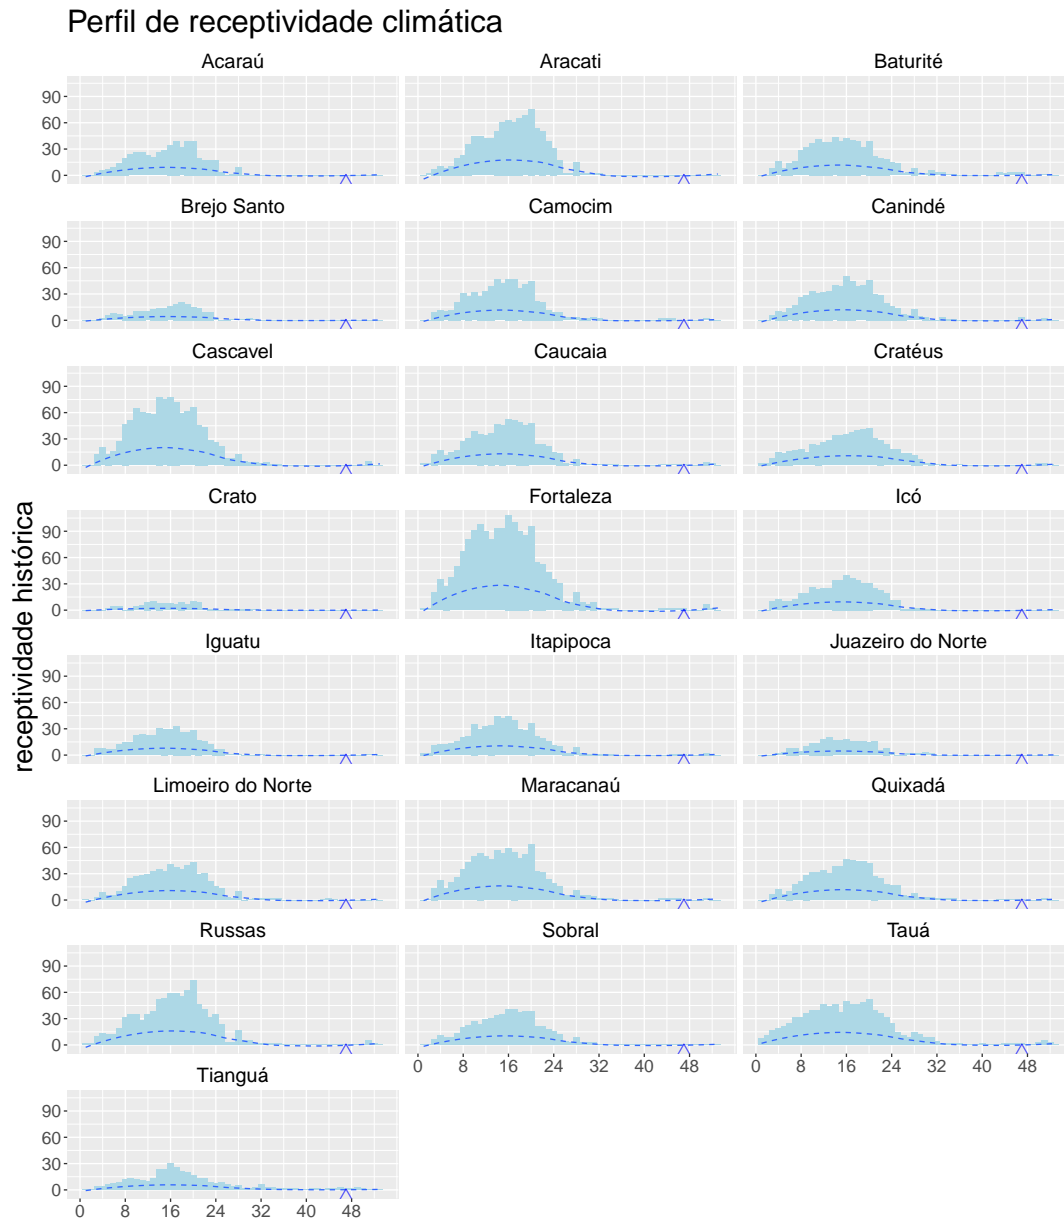 Perfil de receptividade climática
Acaraú Aracati Baturité
90
60
30
0
Brejo Santo Camocim Canindé
90
60
30
0
Cascavel Caucaia Cratéus
90
60
30
0
Crato Fortaleza Icó
90
60
30
0
Iguatu Itapipoca Juazeiro do Norte
90
60
30
0
Limoeiro do Norte Maracanaú Quixadá
90
60
30
0
Russas Sobral Tauá
90
60
30
0
0 8 16 24 32 40 48 0 8 16 24 32 40 48
Tianguá
90
60
30
0
0 8 16 24 32 40 48
receptividade histórica